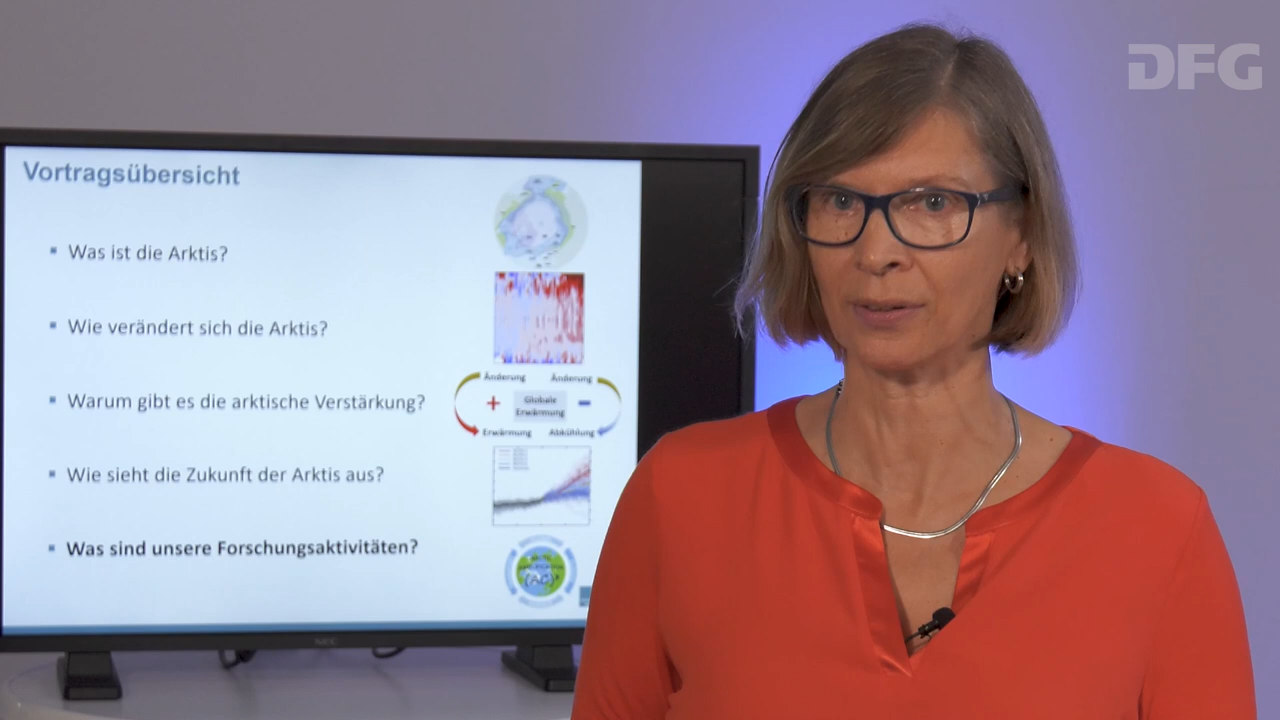 DFG
Vortragsübersicht
Was ist die Arktis?
Wie verändert sich die Arktis?
Änderung Änderung
Warum gibt es die arktische Verstärkung?
+ Globale Erwärmung −
Erwärmung Abkühlung
Wie sieht die Zukunft der Arktis aus?
Was sind unsere Forschungsaktivitäten?
(AC)³
NEC